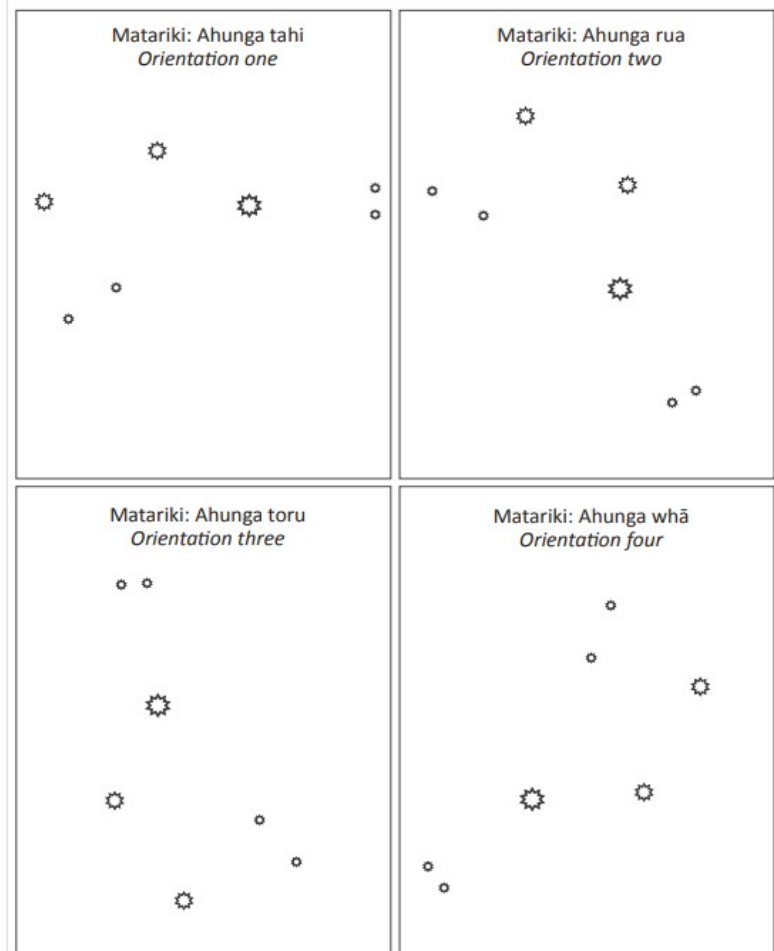 Matariki: Ahunga tahi
Orientation one
Matariki: Ahunga rua
Orientation two
Matariki: Ahunga toru
Orientation three
Matariki: Ahunga whā
Orientation four